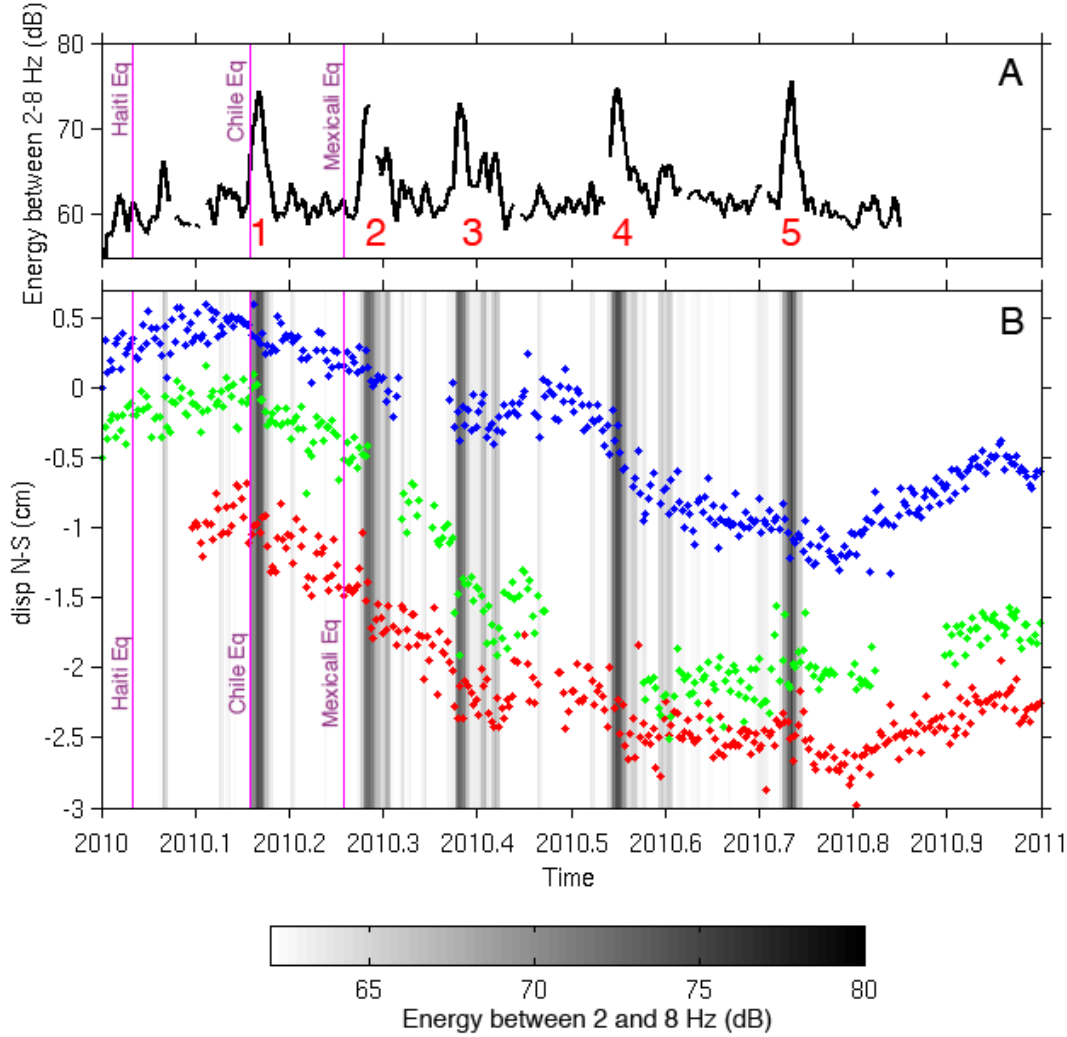 Energy between 2-8 Hz (dB)
80
70
60
Haiti Eq
Chile Eq
Mexicali Eq
A
1
2
3
4
5
B
disp N-S (cm)
0.5
0
-0.5
-1
-1.5
-2
-2.5
-3
Haiti Eq
Chile Eq
Mexicali Eq
2010
2010.1
2010.2
2010.3
2010.4
2010.5
2010.6
2010.7
2010.8
2010.9
2011
Time
65
70
75
80
Energy between 2 and 8 Hz (dB)